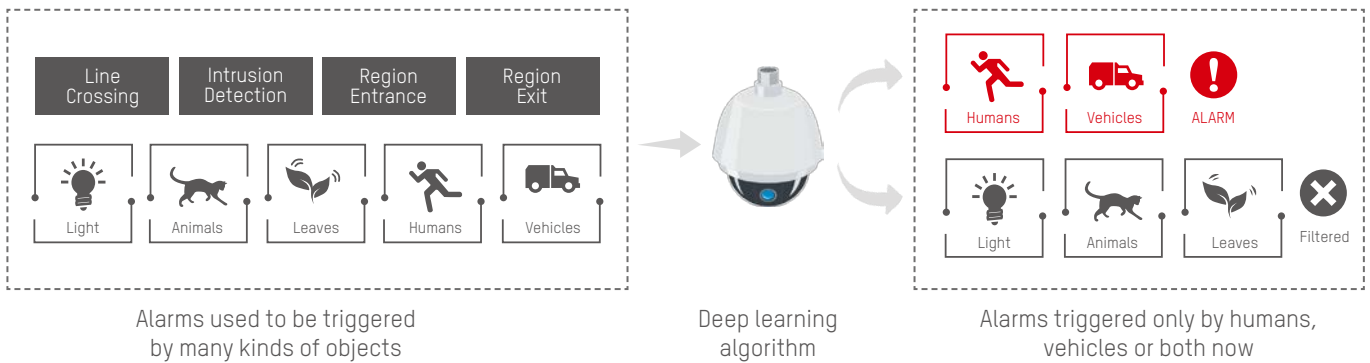 Line
Crossing
Intrusion
Detection
Region
Entrance
Region
Exit
Light
Animals
Leaves
Humans
Vehicles
Alarms used to be triggered
by many kinds of objects
Deep learning
algorithm
Humans
Vehicles
ALARM
Light
Animals
Leaves
Filtered
Alarms triggered only by humans,
vehicles or both now